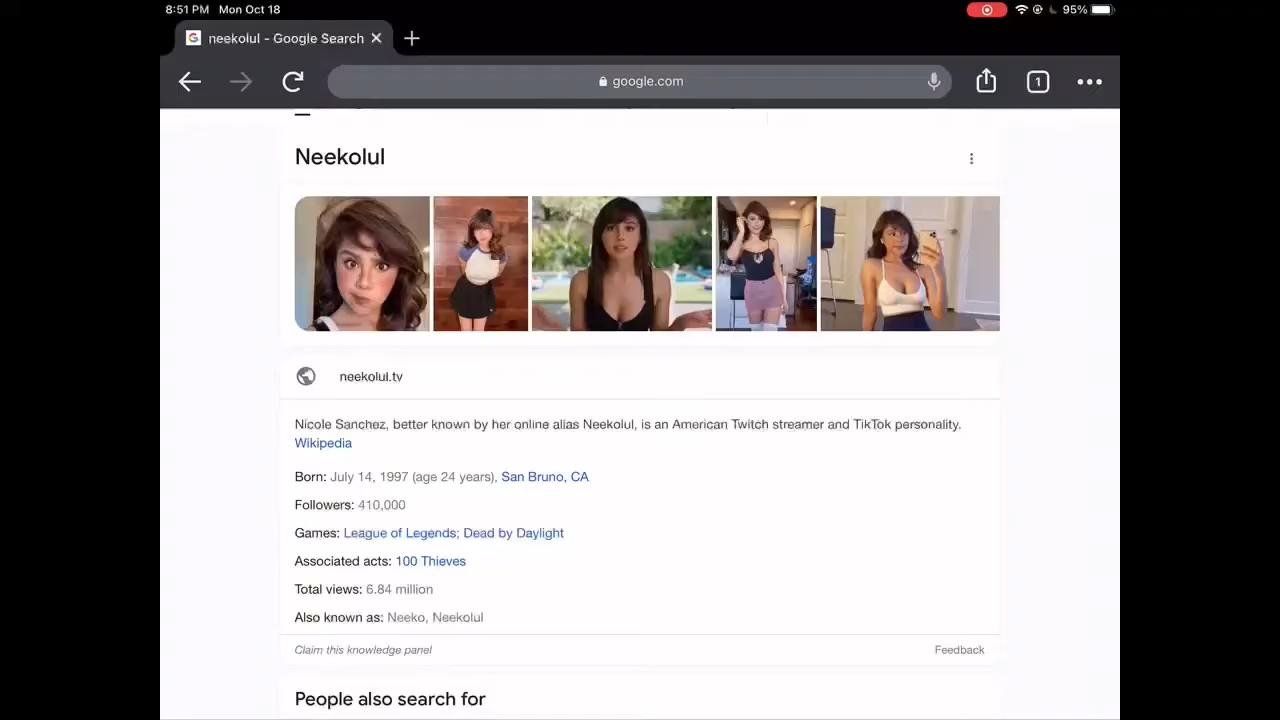 8:51 PM Mon Oct 18
95%
neekolul - Google Search
google.com
1
Neekolul
neekolul.tv
Nicole Sanchez, better known by her online alias Neekolul, is an American Twitch streamer and TikTok personality.
Wikipedia
Born: July 14, 1997 (age 24 years), San Bruno, CA
Followers: 410,000
Games: League of Legends; Dead by Daylight
Associated acts: 100 Thieves
Total views: 6.84 million
Also known as: Neeko, Neekolul
Claim this knowledge panel
Feedback
People also search for